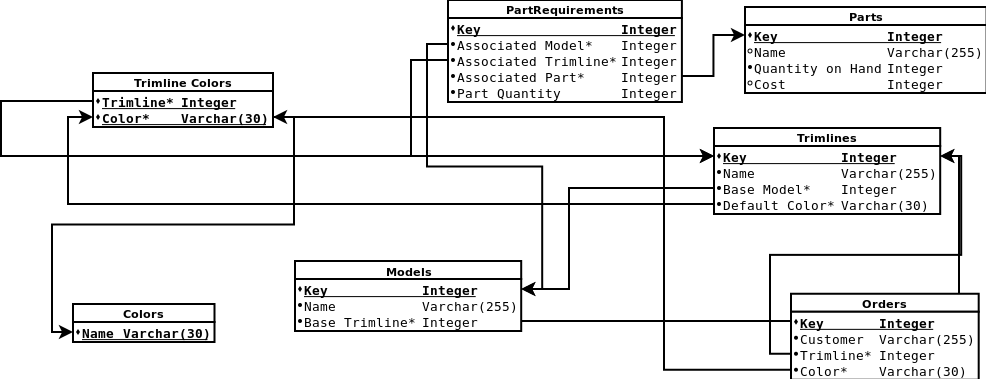 PartRequirements
Key Integer
Associated Model* Integer
Associated Trimline* Integer
Associated Part* Integer
Part Quantity Integer
Parts
Key Integer
Name Varchar(255)
Quantity on Hand Integer
Cost Integer
Trimline Colors
Trimline* Integer
Color* Varchar(30)
Trimlines
Key Integer
Name Varchar(255)
Base Model* Integer
Default Color* Varchar(30)
Models
Key Integer
Name Varchar(255)
Base Trimline* Integer
Colors
Name Varchar(30)
Orders
Key Integer
Customer Varchar(255)
Trimline* Integer
Color* Varchar(30)